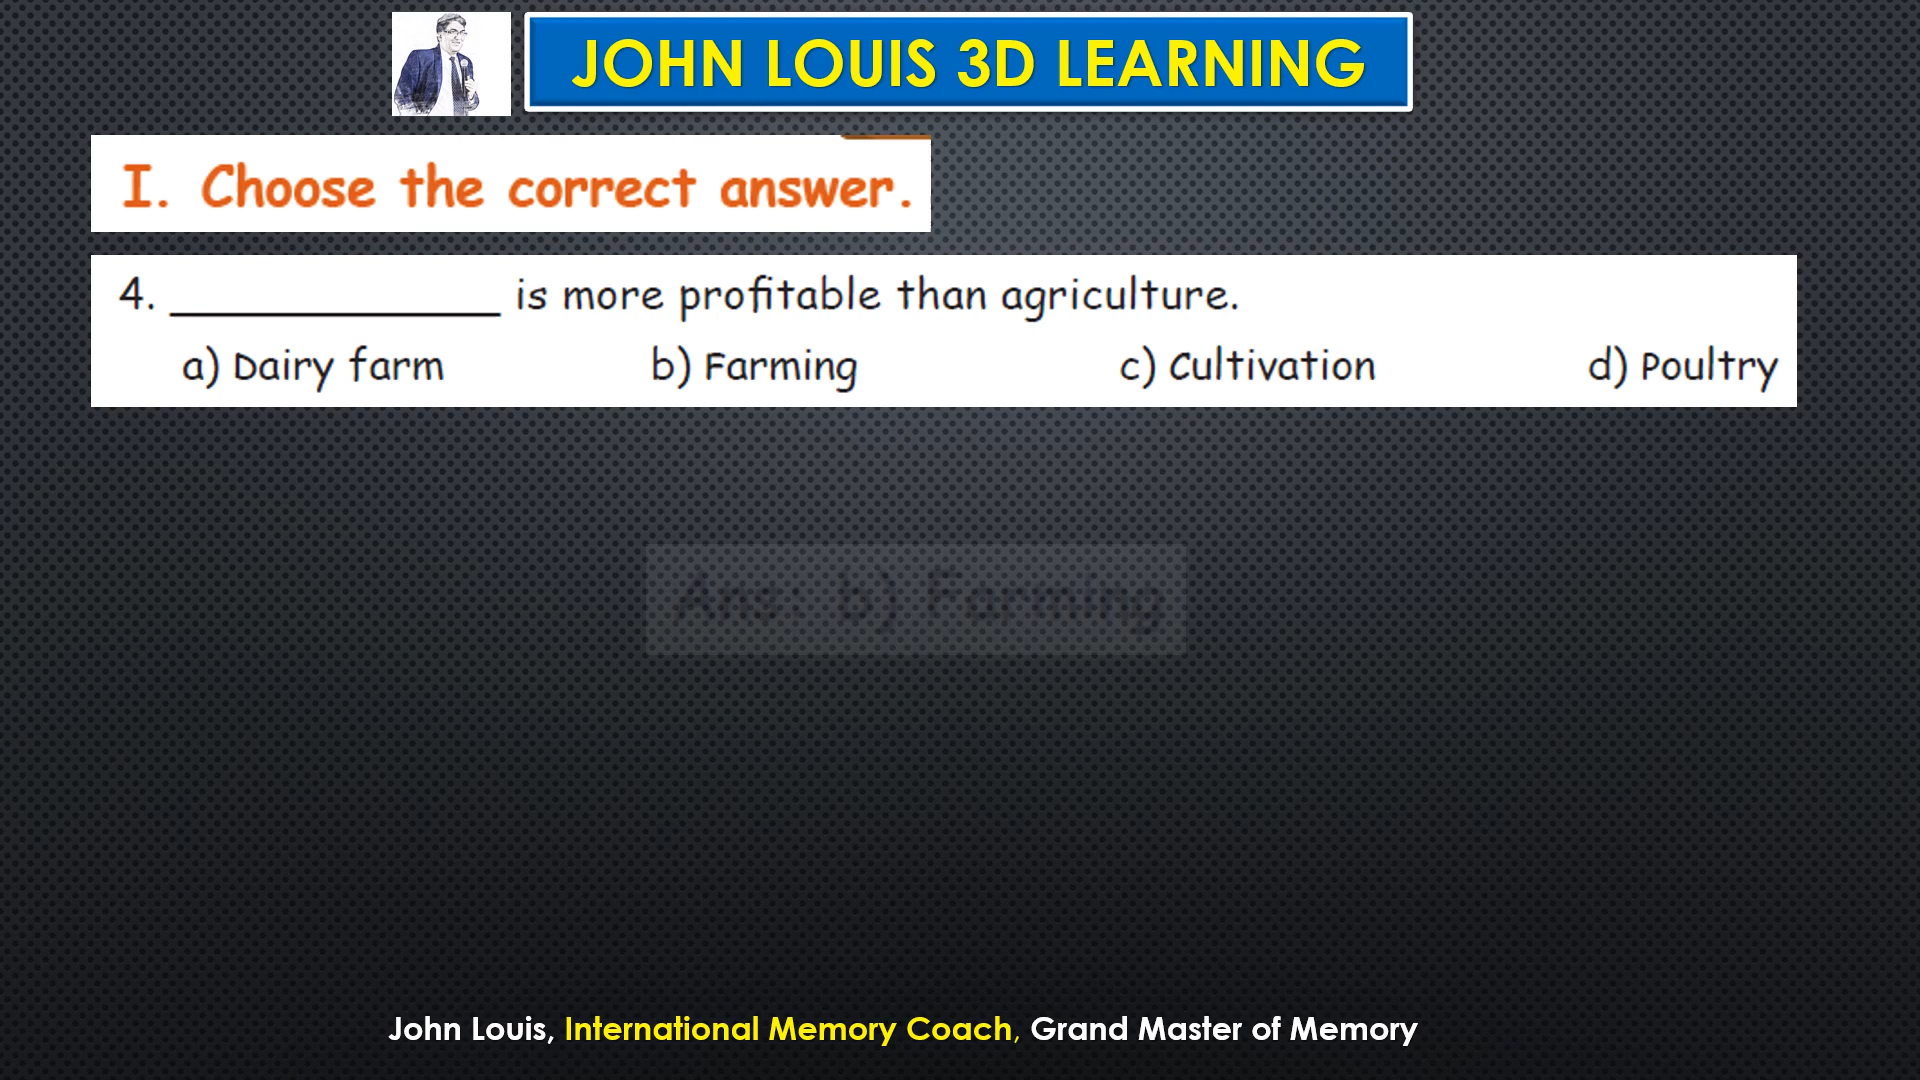 JOHN LOUIS 3D LEARNING
I. Choose the correct answer.
4. ______________ is more profitable than agriculture.
a) Dairy farm b) Farming c) Cultivation d) Poultry
Ans: b) Farming
John Louis, International Memory Coach, Grand Master of Memory